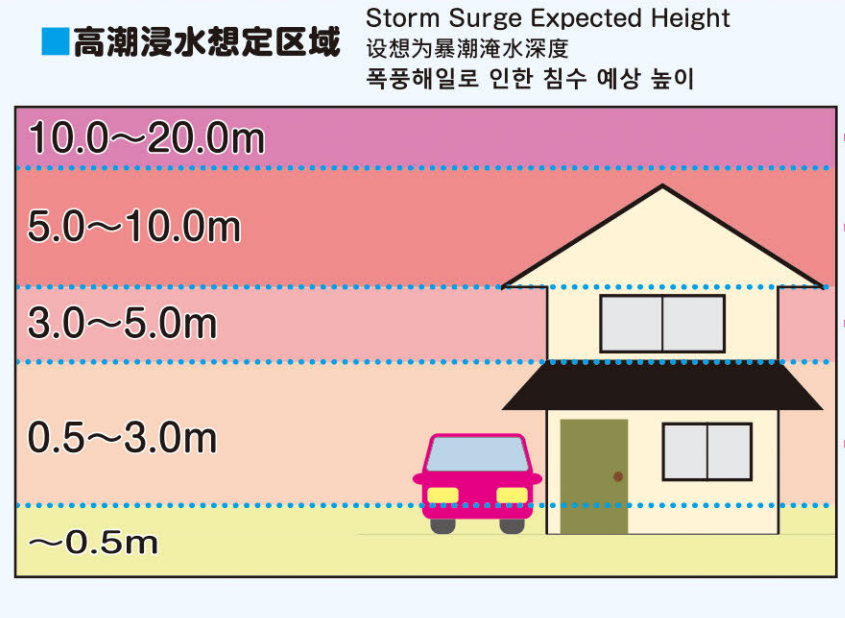 ■高潮浸水想定区域
Storm Surge Expected Height
设想为暴潮淹水深度
폭풍해일로 인한 침수 예상 높이
10.0～20.0m
5.0～10.0m
3.0～5.0m
0.5～3.0m
～0.5m